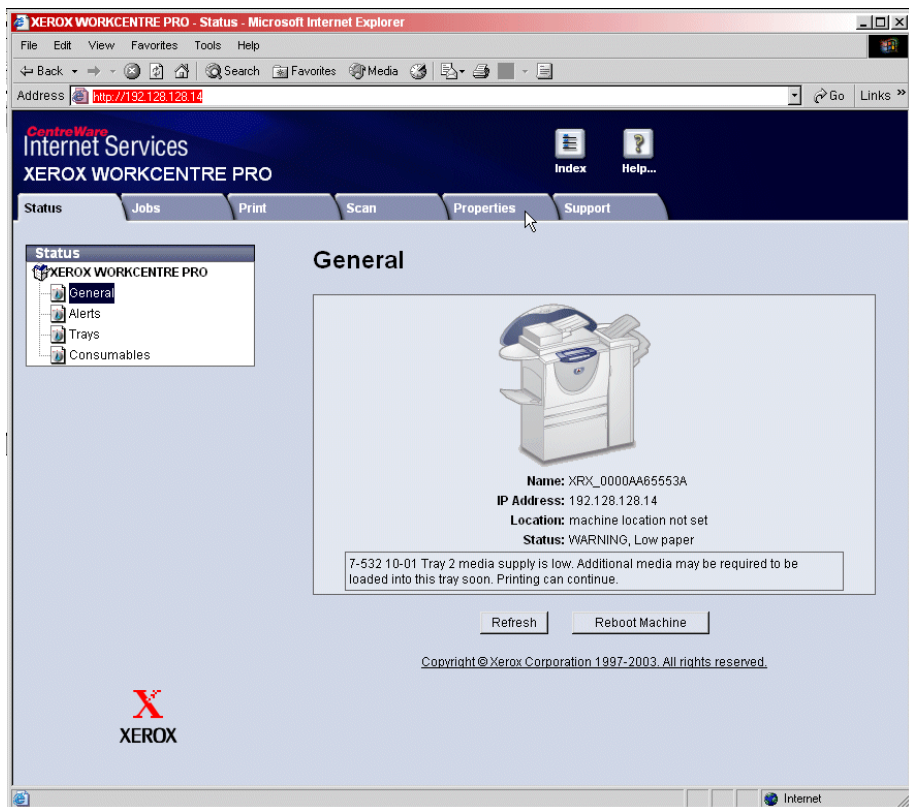 XEROX WORKCENTRE PRO - Status - Microsoft Internet Explorer
File Edit View Favorites Tools Help
Back Search Favorites Media
Address http://192.128.128.14 Go Links »
CentreWare
Internet Services
XEROX WORKCENTRE PRO
Index Help...
Status Jobs Print Scan Properties Support
Status
XEROX WORKCENTRE PRO
General
Alerts
Trays
Consumables
General
Name: XRX_0000AA65553A
IP Address: 192.128.128.14
Location: machine location not set
Status: WARNING, Low paper
7-532 10-01 Tray 2 media supply is low. Additional media may be required to be
loaded into this tray soon. Printing can continue.
Refresh Reboot Machine
Copyright © Xerox Corporation 1997-2003. All rights reserved.
X
XEROX
Internet